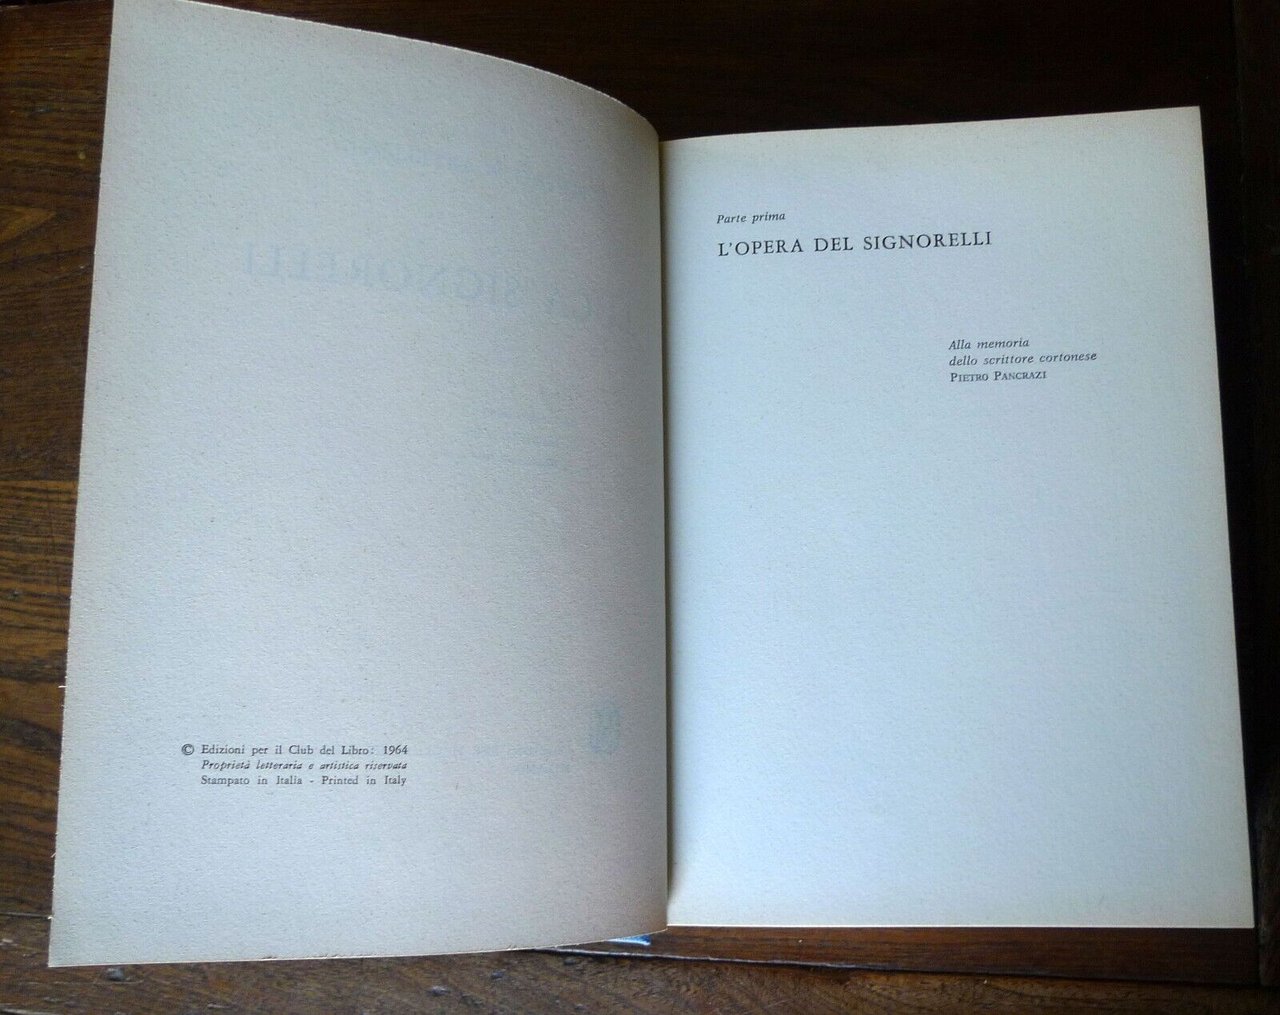 © Edizioni per il Club del Libro: 1964
Proprietà letteraria e artistica riservata
Stampato in Italia - Printed in Italy
Parte prima
L'OPERA DEL SIGNORELLI
Alla memoria
dello scrittore cortonese
PIETRO PANCRAZI